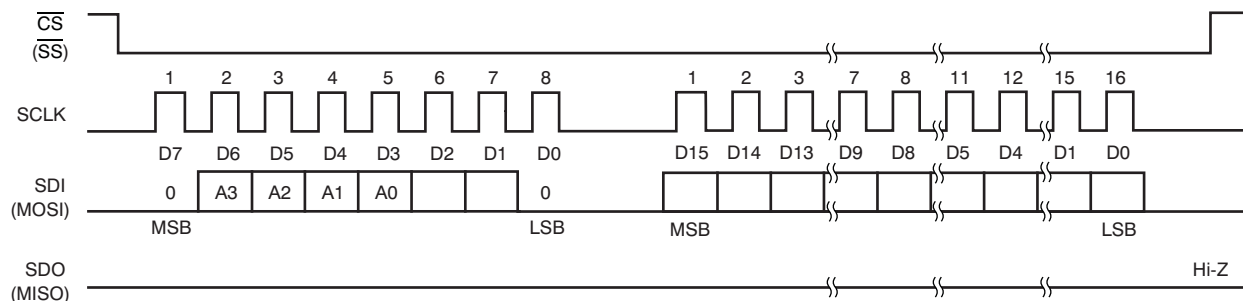 CS
(SS)
1 2 3 4 5 6 7 8 1 2 3 7 8 11 12 15 16
SCLK
D7 D6 D5 D4 D3 D2 D1 D0 D15 D14 D13 D9 D8 D5 D4 D1 D0
SDI
(MOSI)
0 A3 A2 A1 A0 0
MSB LSB MSB LSB
SDO
(MISO)
Hi-Z